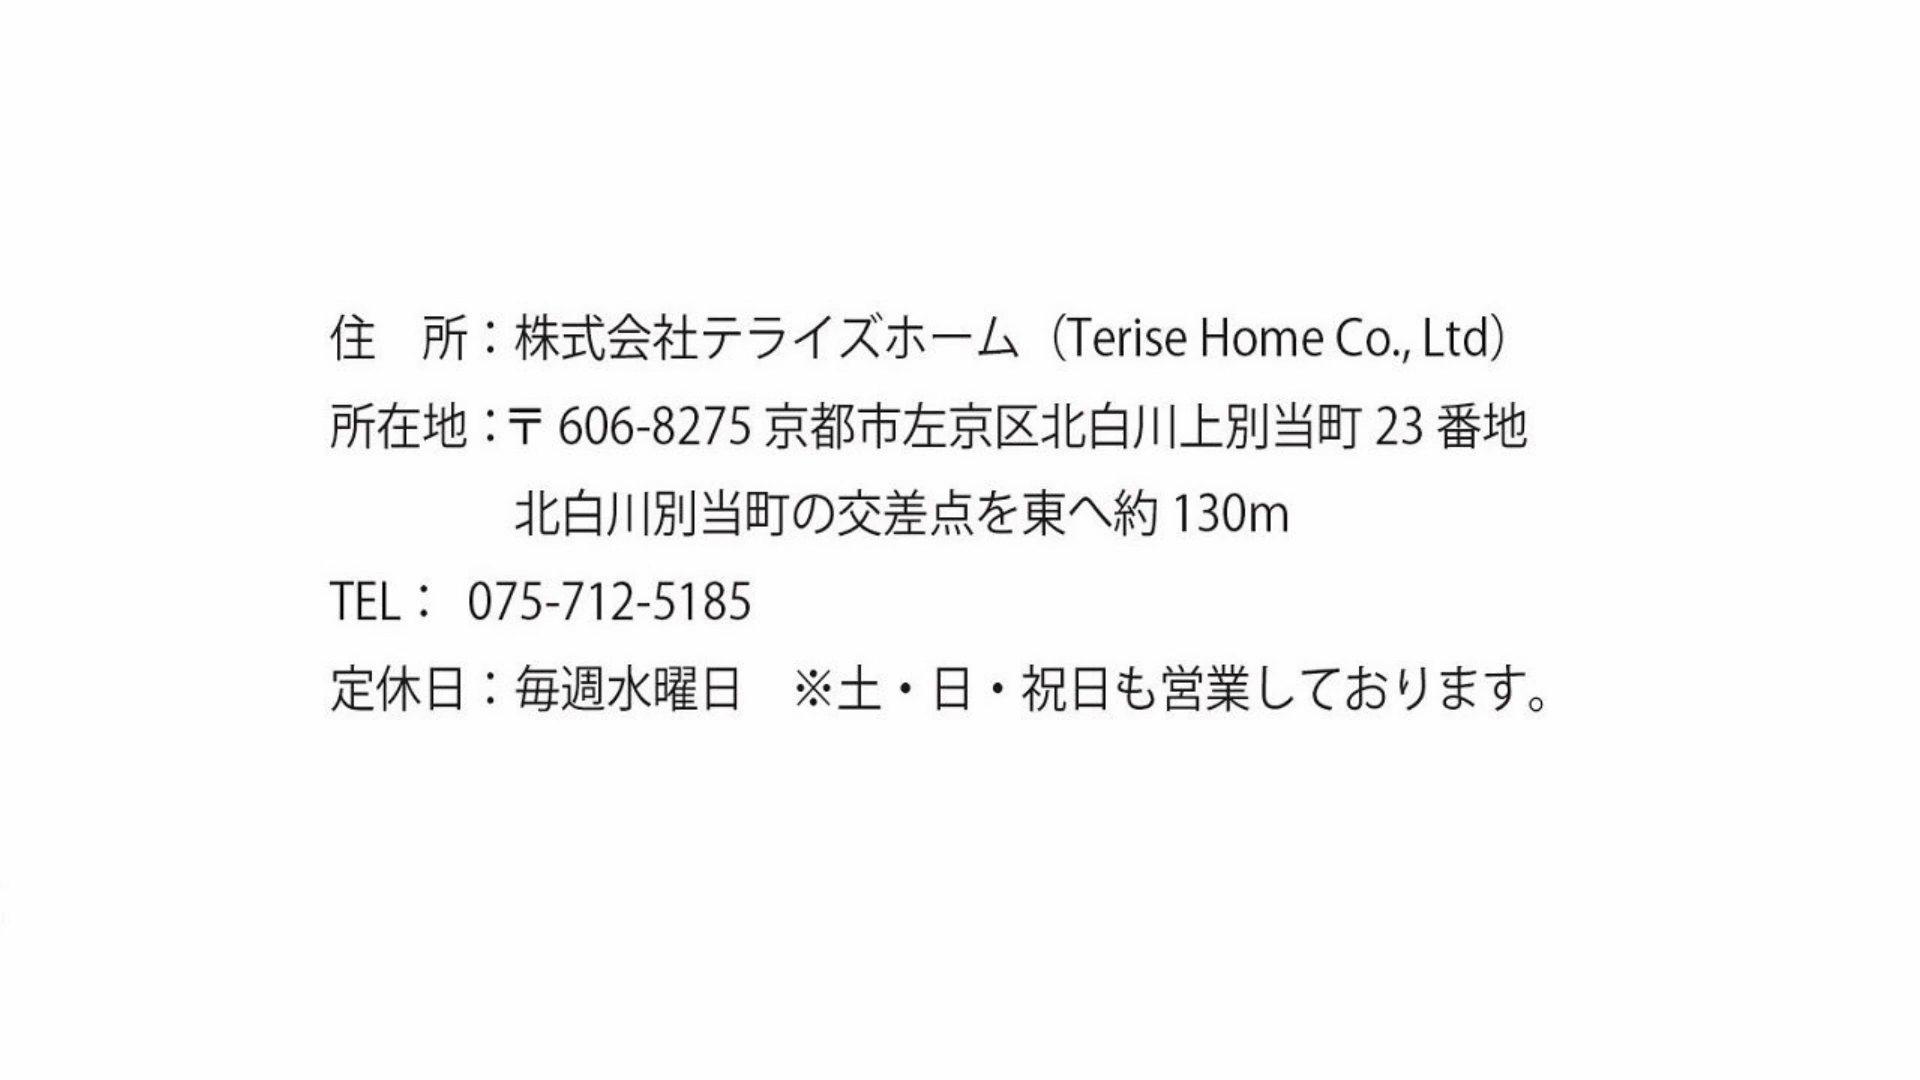 住　所：株式会社テライズホーム（Terise Home Co., Ltd）
所在地：〒 606-8275 京都市左京区北白川上別当町 23 番地
北白川別当町の交差点を東へ約 130m
TEL： 075-712-5185
定休日：毎週水曜日　※土・日・祝日も営業しております。